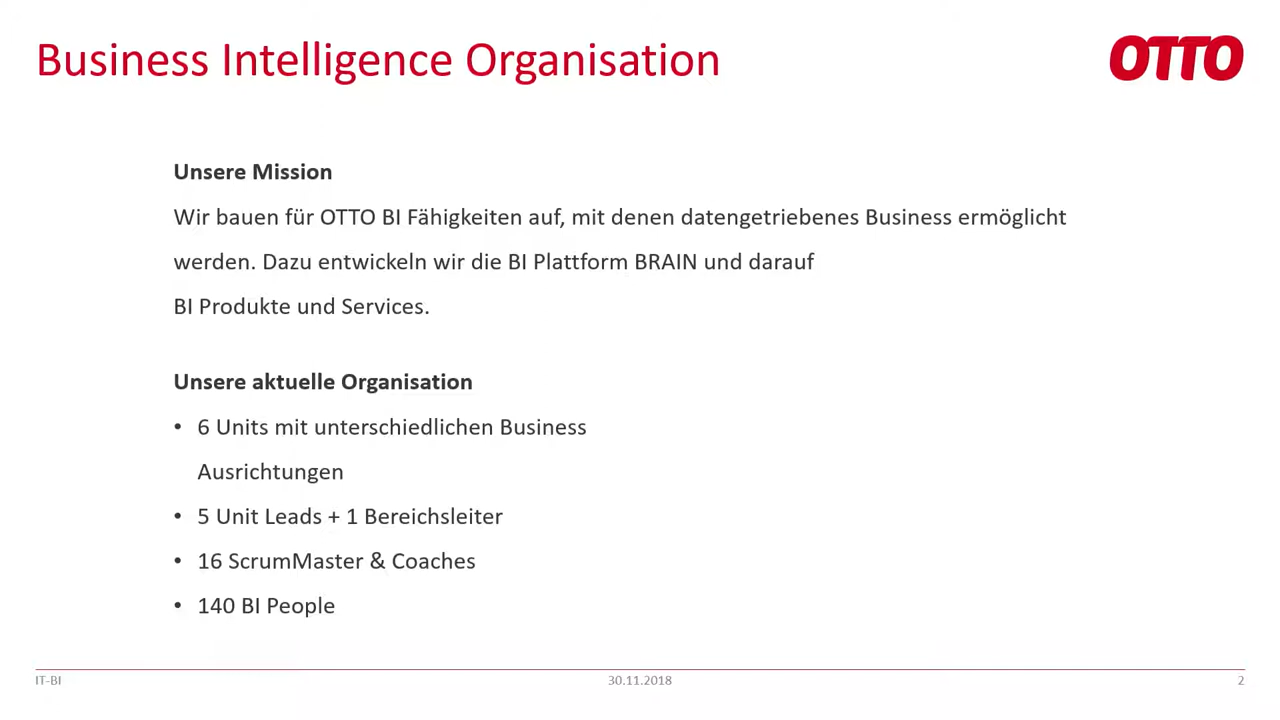 Business Intelligence Organisation
OTTO
Unsere Mission
Wir bauen für OTTO BI Fähigkeiten auf, mit denen datengetriebenes Business ermöglicht
werden. Dazu entwickeln wir die BI Plattform BRAIN und darauf
BI Produkte und Services.
Unsere aktuelle Organisation
• 6 Units mit unterschiedlichen Business
Ausrichtungen
• 5 Unit Leads + 1 Bereichsleiter
• 16 ScrumMaster & Coaches
• 140 BI People
IT-BI
30.11.2018
2